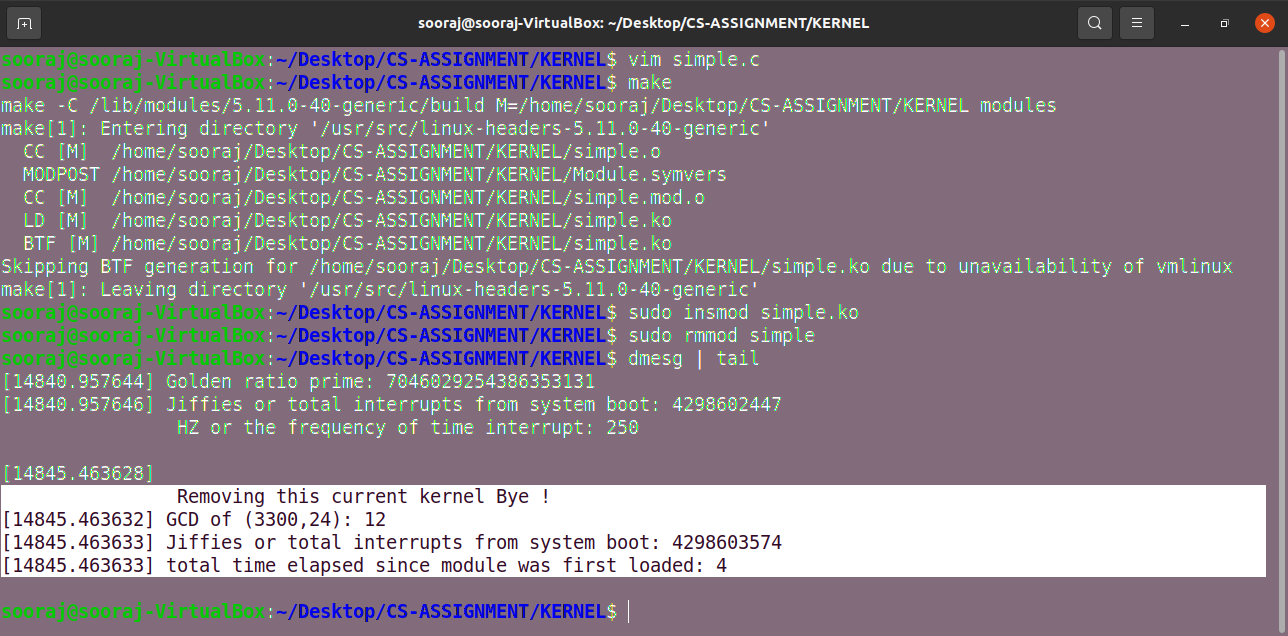 sooraj@sooraj-VirtualBox: ~/Desktop/CS-ASSIGNMENT/KERNEL
sooraj@sooraj-VirtualBox:~/Desktop/CS-ASSIGNMENT/KERNEL$ vim simple.c
sooraj@sooraj-VirtualBox:~/Desktop/CS-ASSIGNMENT/KERNEL$ make
make -C /lib/modules/5.11.0-40-generic/build M=/home/sooraj/Desktop/CS-ASSIGNMENT/KERNEL modules
make[1]: Entering directory '/usr/src/linux-headers-5.11.0-40-generic'
  CC [M]  /home/sooraj/Desktop/CS-ASSIGNMENT/KERNEL/simple.o
  MODPOST /home/sooraj/Desktop/CS-ASSIGNMENT/KERNEL/Module.symvers
  CC [M]  /home/sooraj/Desktop/CS-ASSIGNMENT/KERNEL/simple.mod.o
  LD [M]  /home/sooraj/Desktop/CS-ASSIGNMENT/KERNEL/simple.ko
  BTF [M] /home/sooraj/Desktop/CS-ASSIGNMENT/KERNEL/simple.ko
Skipping BTF generation for /home/sooraj/Desktop/CS-ASSIGNMENT/KERNEL/simple.ko due to unavailability of vmlinux
make[1]: Leaving directory '/usr/src/linux-headers-5.11.0-40-generic'
sooraj@sooraj-VirtualBox:~/Desktop/CS-ASSIGNMENT/KERNEL$ sudo insmod simple.ko
sooraj@sooraj-VirtualBox:~/Desktop/CS-ASSIGNMENT/KERNEL$ sudo rmmod simple
sooraj@sooraj-VirtualBox:~/Desktop/CS-ASSIGNMENT/KERNEL$ dmesg | tail
[14840.957644] Golden ratio prime: 7046029254386353131
[14840.957646] Jiffies or total interrupts from system boot: 4298602447
                HZ or the frequency of time interrupt: 250
[14845.463628]
                Removing this current kernel Bye !
[14845.463632] GCD of (3300,24): 12
[14845.463633] Jiffies or total interrupts from system boot: 4298603574
[14845.463633] total time elapsed since module was first loaded: 4
sooraj@sooraj-VirtualBox:~/Desktop/CS-ASSIGNMENT/KERNEL$